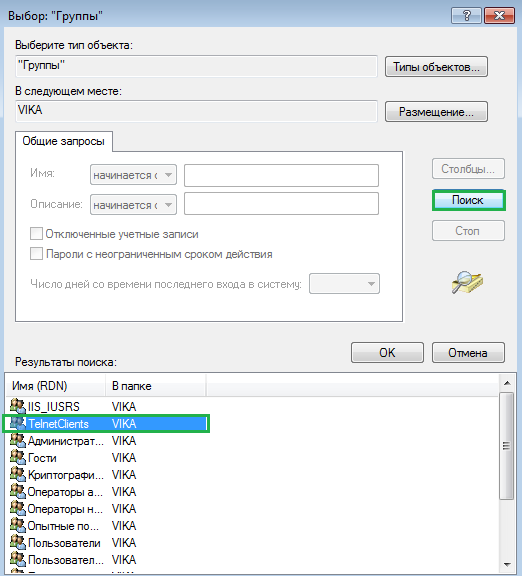 Выбор: "Группы"
Выберите тип объекта:
"Группы"
Типы объектов...
В следующем месте:
VIKA
Размещение...
Общие запросы
Имя:
начинается с
Описание:
начинается с
Отключенные учетные записи
Пароли с неограниченным сроком действия
Число дней со времени последнего входа в систему:
Столбцы...
Поиск
Стоп
OK
Отмена
Результаты поиска:
Имя (RDN) В папке
IIS_IUSRS VIKA
TelnetClients VIKA
Администрат... VIKA
Гости VIKA
Криптографи... VIKA
Операторы а... VIKA
Операторы н... VIKA
Опытные по... VIKA
Пользователи VIKA
Пользовател... VIKA